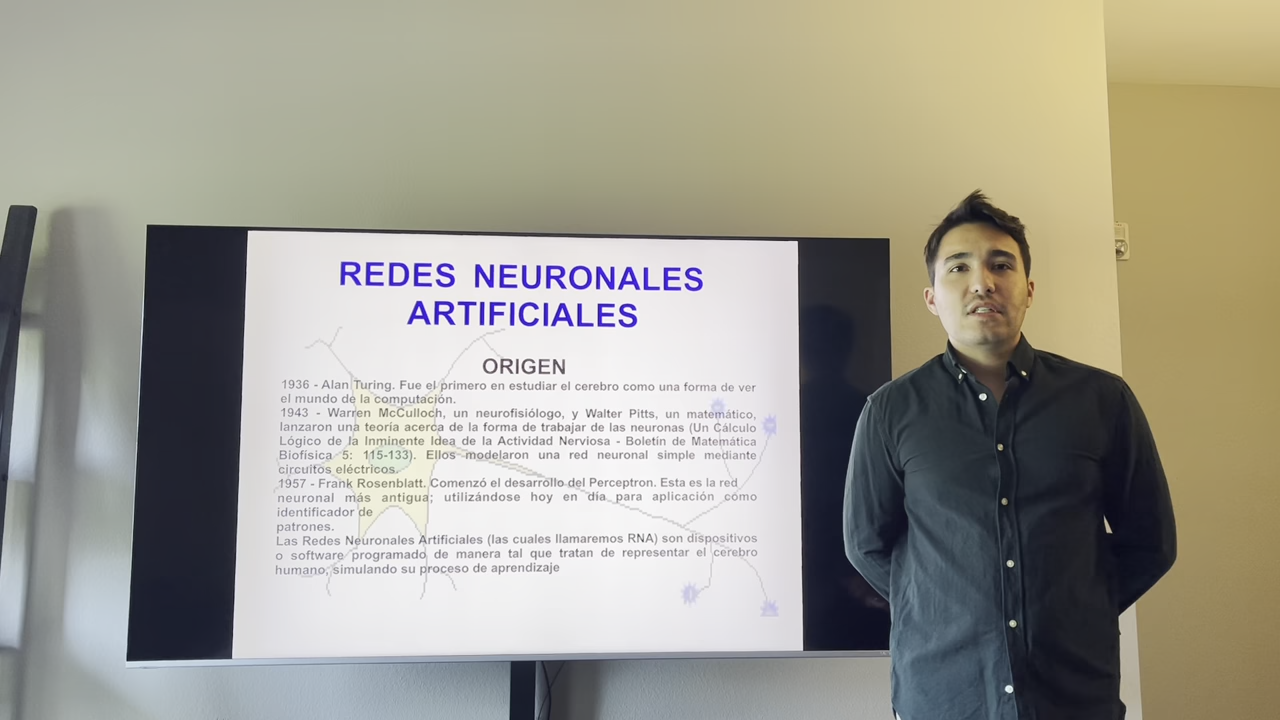 REDES NEURONALES
ARTIFICIALES
ORIGEN
1936 - Alan Turing. Fue el primero en estudiar el cerebro como una forma de ver
el mundo de la computación.
1943 - Warren McCulloch, un neurofisiólogo, y Walter Pitts, un matemático,
lanzaron una teoría acerca de la forma de trabajar de las neuronas (Un Cálculo
Lógico de la Inminente Idea de la Actividad Nerviosa - Boletín de Matemática
Biofísica 5: 115-133). Ellos modelaron una red neuronal simple mediante
circuitos eléctricos.
1957 - Frank Rosenblatt. Comenzó el desarrollo del Perceptron. Esta es la red
neuronal más antigua; utilizándose hoy en día para aplicación como
identificador de
patrones.
Las Redes Neuronales Artificiales (las cuales llamaremos RNA) son dispositivos
o software programado de manera tal que tratan de representar el cerebro
humano, simulando su proceso de aprendizaje